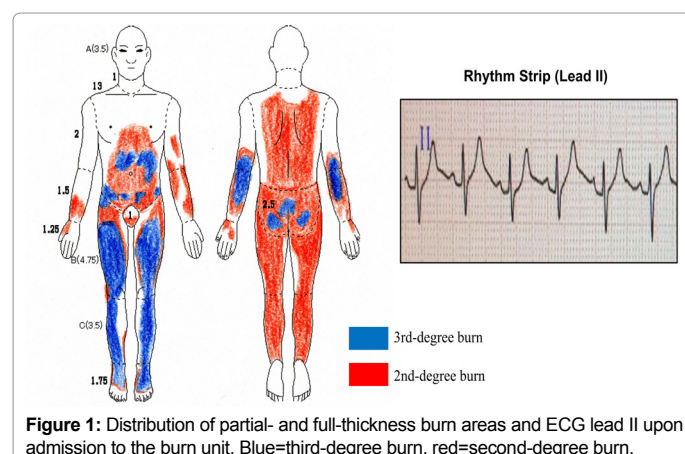 A(3.5)
1
13
2
1.5
1.25
1
B(4.75)
C(3.5)
1.75
2.5
Rhythm Strip (Lead II)
II
3rd-degree burn
2nd-degree burn
Figure 1: Distribution of partial- and full-thickness burn areas and ECG lead II upon
admission to the burn unit. Blue=third-degree burn, red=second-degree burn.